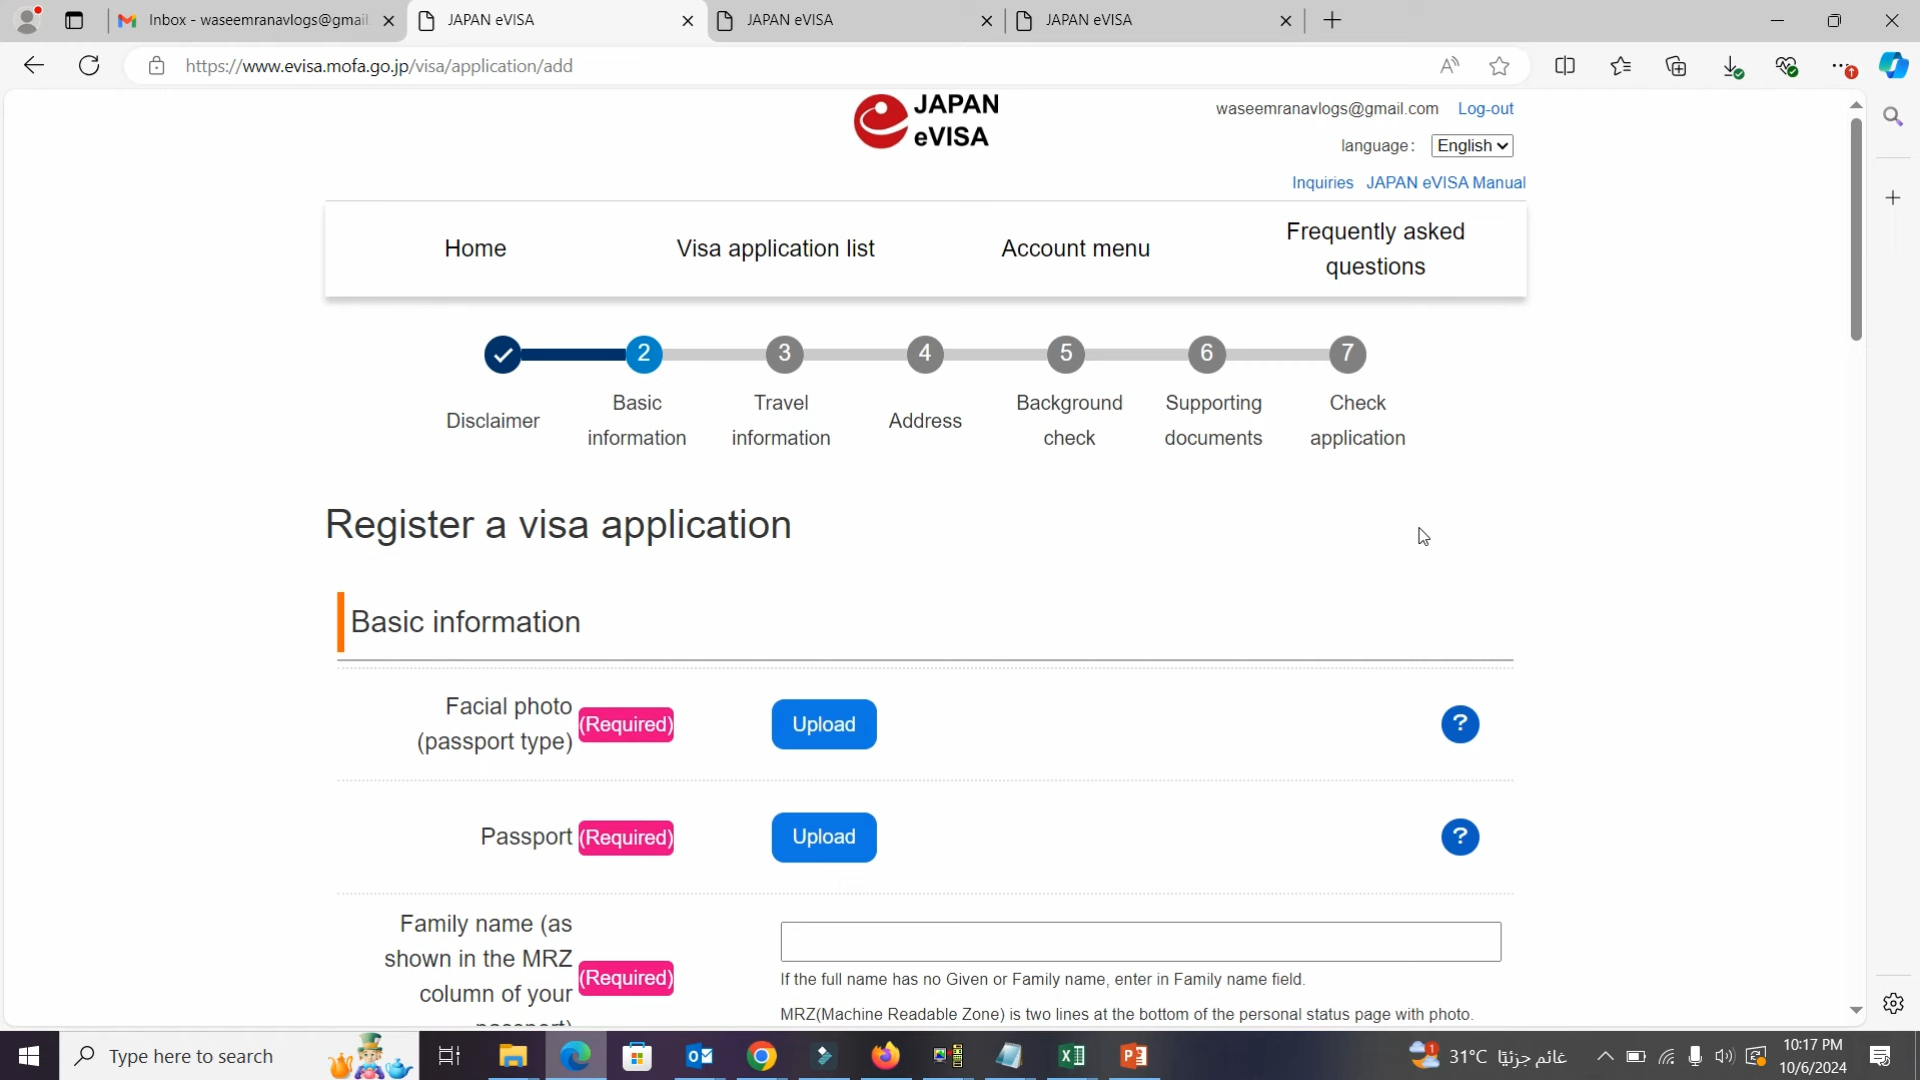 Inbox - waseemranavlogs@gmail.
JAPAN eVISA
JAPAN eVISA
JAPAN eVISA
https://www.evisa.mofa.go.jp/visa/application/add
JAPAN
eVISA
waseemranavlogs@gmail.com Log-out
language: English
Inquiries JAPAN eVISA Manual
Home
Visa application list
Account menu
Frequently asked
questions
2
3
4
5
6
7
Disclaimer
Basic
information
Travel
information
Address
Background
check
Supporting
documents
Check
application
Register a visa application
Basic information
Facial photo
(passport type)
(Required)
Upload
?
Passport
(Required)
Upload
?
Family name (as
shown in the MRZ
column of your
passport)
(Required)
If the full name has no Given or Family name, enter in Family name field.
MRZ(Machine Readable Zone) is two lines at the bottom of the personal status page with photo.
Type here to search
31°C غائم جزئيًا
10:17 PM
10/6/2024